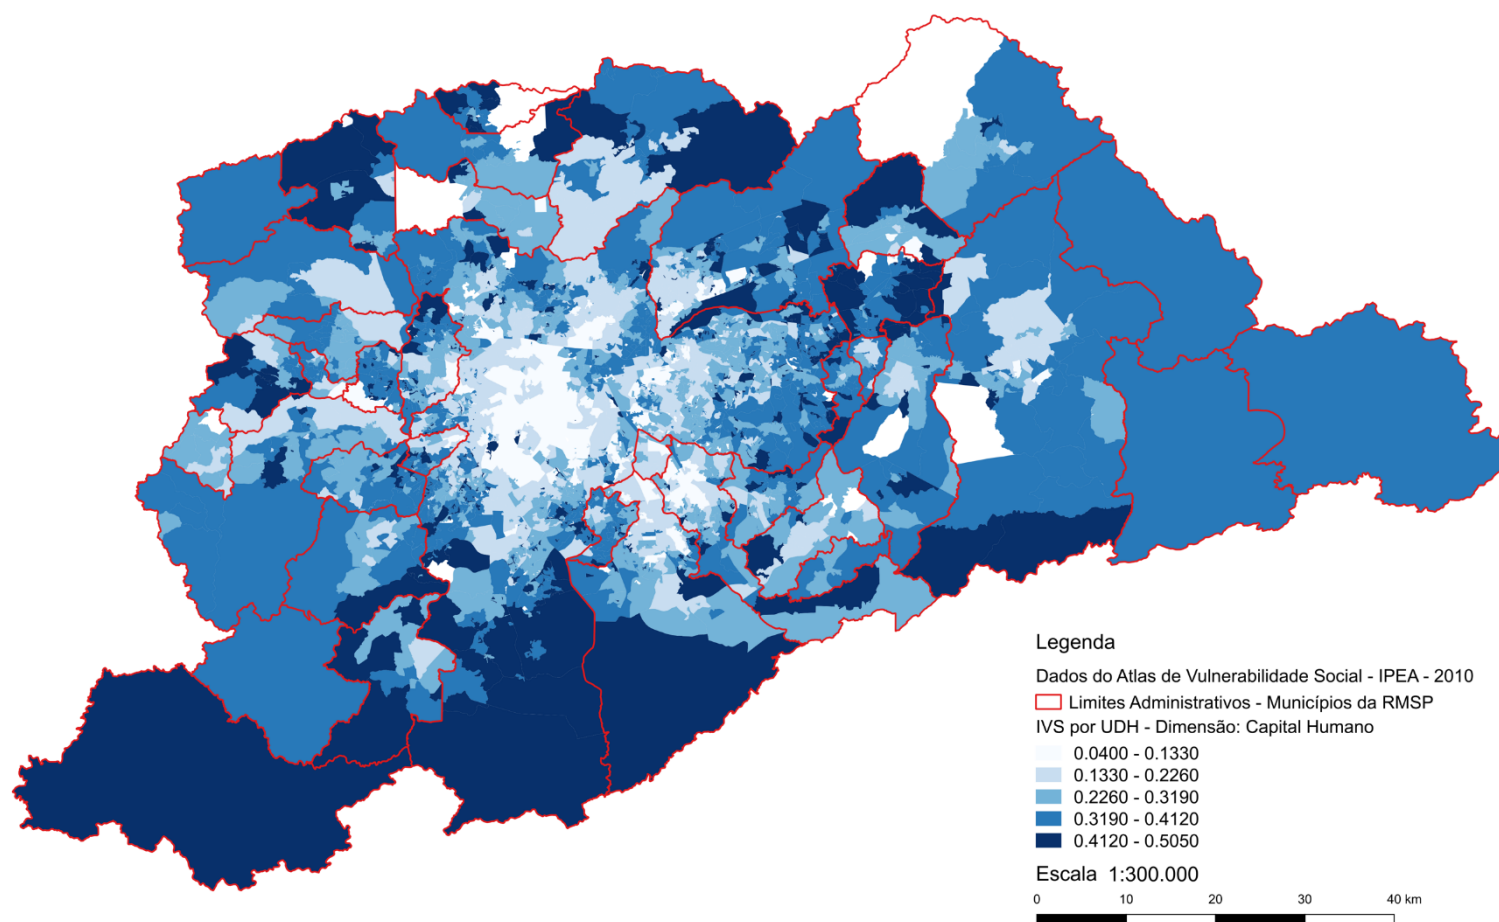 Legenda
Dados do Atlas de Vulnerabilidade Social - IPEA - 2010
Limites Administrativos - Municípios da RMSP
IVS por UDH - Dimensão: Capital Humano
0.0400 - 0.1330
0.1330 - 0.2260
0.2260 - 0.3190
0.3190 - 0.4120
0.4120 - 0.5050
Escala 1:300.000
0 10 20 30 40 km